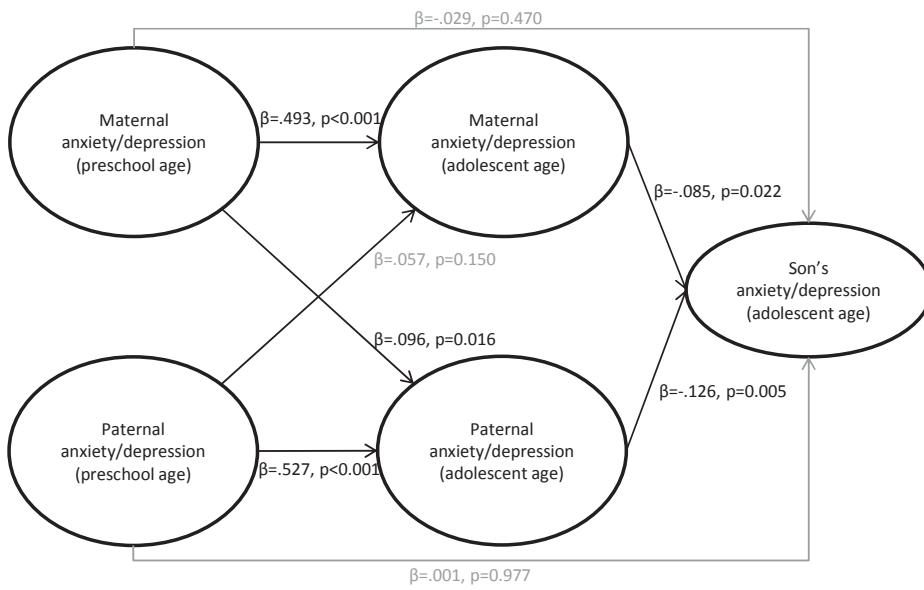 β=-.029, p=0.470
Maternal
anxiety/depression
(preschool age)
β=.493, p<0.001
Maternal
anxiety/depression
(adolescent age)
β=-.085, p=0.022
β=.057, p=0.150
Son's
anxiety/depression
(adolescent age)
β=.096, p=0.016
β=-.126, p=0.005
Paternal
anxiety/depression
(preschool age)
β=.527, p<0.001
Paternal
anxiety/depression
(adolescent age)
β=.001, p=0.977